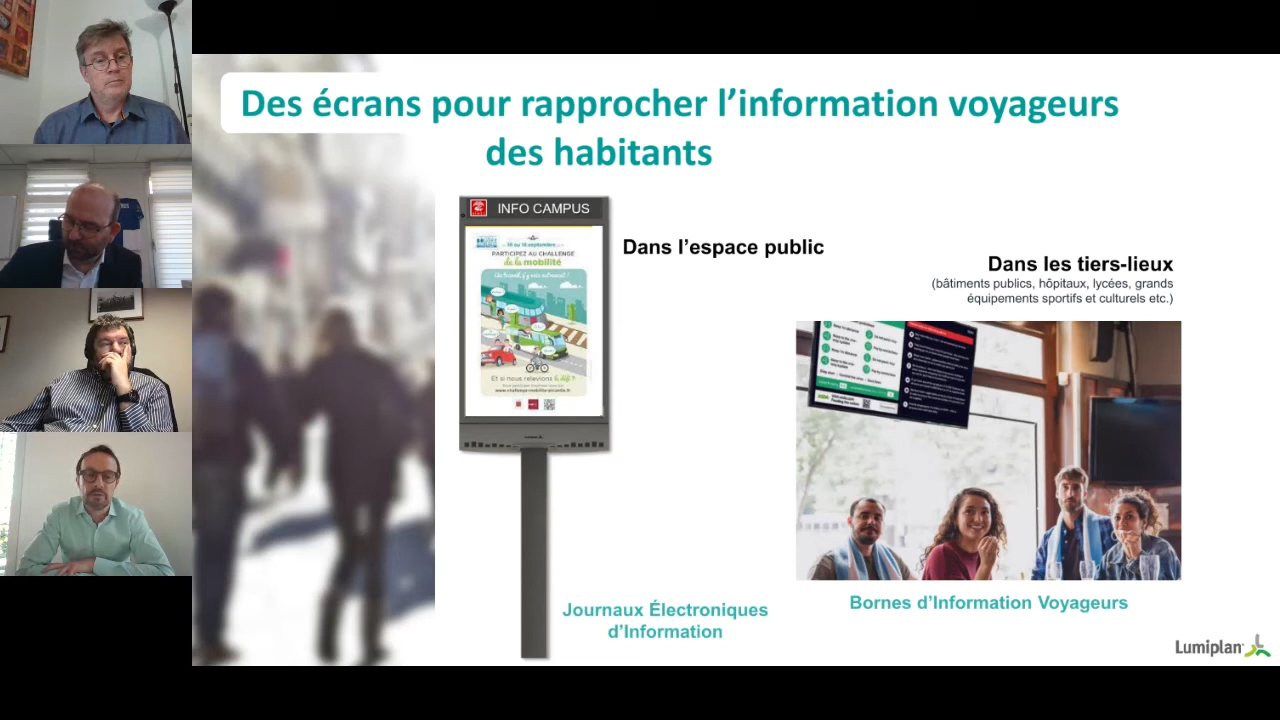 Des écrans pour rapprocher l’information voyageurs
des habitants
INFO CAMPUS
PARTICIPEZ AU CHALLENGE
de la mobilité
Et si nous relevions le défi ?
Dans l’espace public
Dans les tiers-lieux
(bâtiments publics, hôpitaux, lycées, grands
équipements sportifs et culturels etc.)
Journaux Électroniques
d’Information
Bornes d’Information Voyageurs
Lumiplan